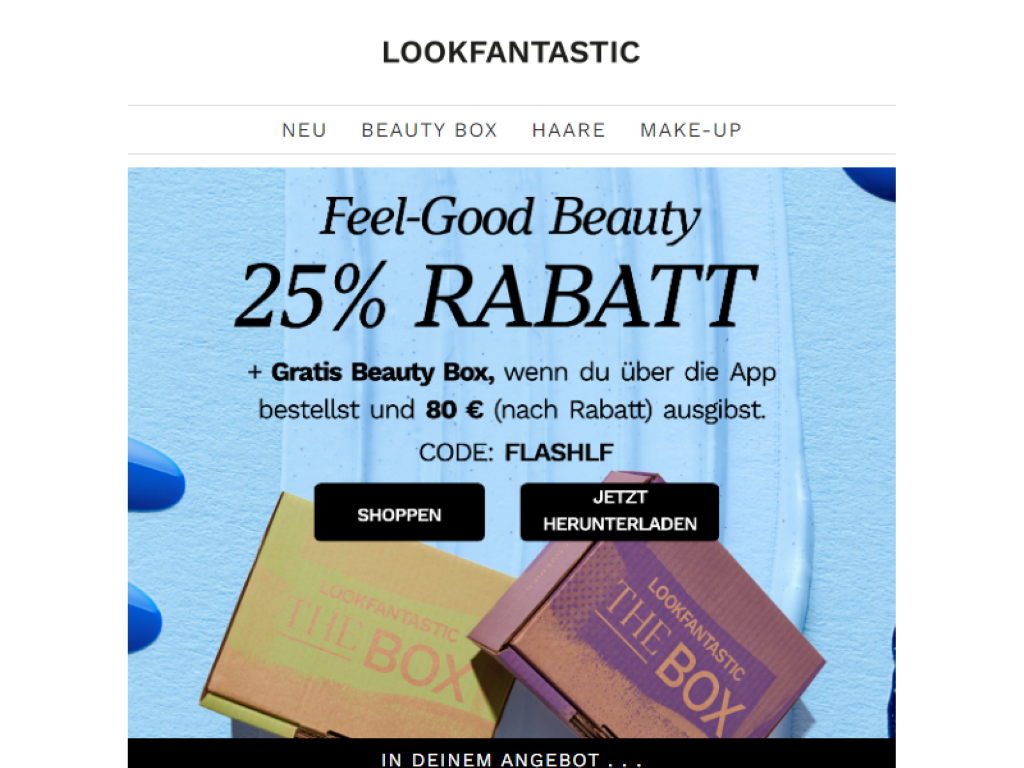 LOOKFANTASTIC
NEU BEAUTY BOX HAARE MAKE-UP
Feel-Good Beauty
25% RABATT
+ Gratis Beauty Box, wenn du über die App
bestellst und 80 € (nach Rabatt) ausgibst.
CODE: FLASHLF
SHOPPEN
JETZT
HERUNTERLADEN
LOOKFANTASTIC
THE BOX
LOOKFANTASTIC
THE BOX
IN DEINEM ANGEBOT . . .